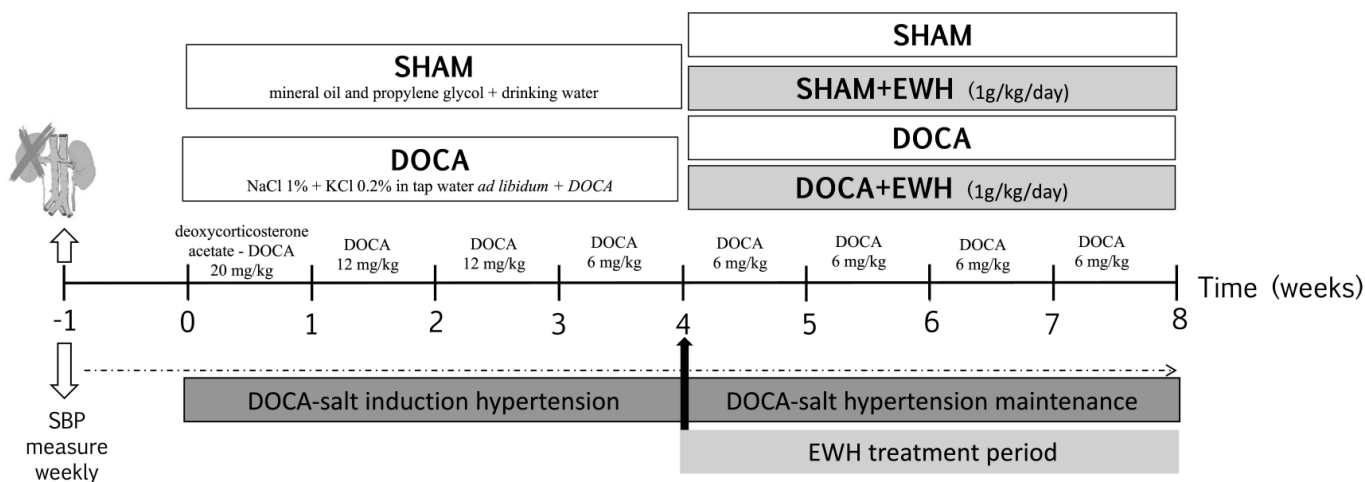 SHAM
mineral oil and propylene glycol + drinking water
DOCA
NaCl 1% + KCl 0.2% in tap water ad libidum + DOCA
SHAM
SHAM+EWH (1g/kg/day)
DOCA
DOCA+EWH (1g/kg/day)
deoxycorticosterone
acetate - DOCA
20 mg/kg
DOCA
12 mg/kg
DOCA
12 mg/kg
DOCA
6 mg/kg
DOCA
6 mg/kg
DOCA
6 mg/kg
DOCA
6 mg/kg
DOCA
6 mg/kg
-1 0 1 2 3 4 5 6 7 8
Time (weeks)
SBP
measure
weekly
DOCA-salt induction hypertension
DOCA-salt hypertension maintenance
EWH treatment period